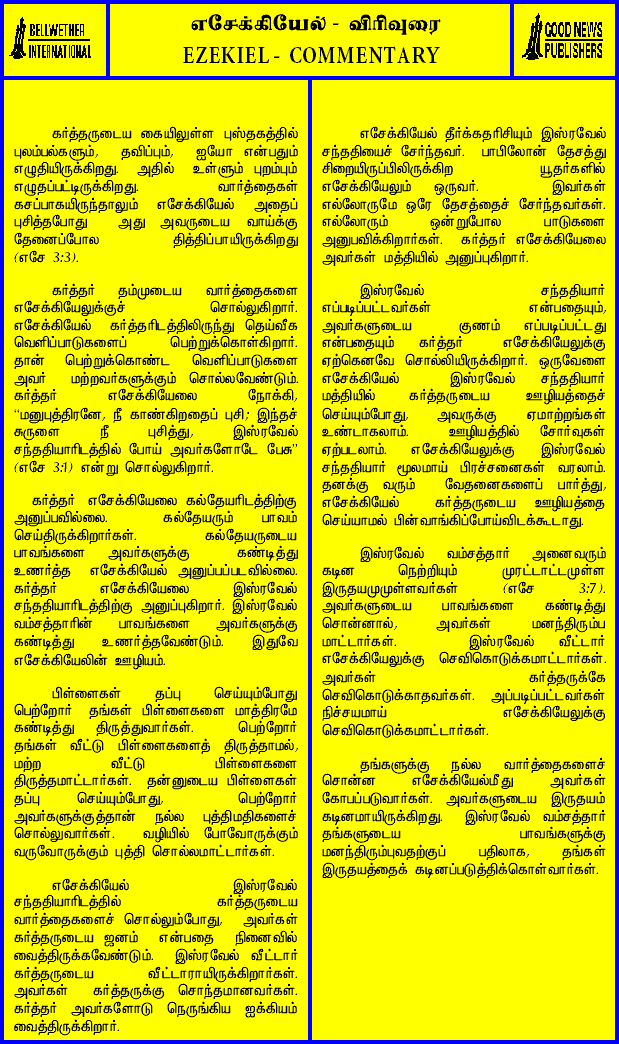 BELLWETHER
INTERNATIONAL
எசேக்கியேல் - விரிவுரை
EZEKIEL - COMMENTARY
GOOD NEWS
PUBLISHERS
கர்த்தருடைய கையிலுள்ள புஸ்தகத்தில்
புலம்பல்களும், தவிப்பும், ஐயோ என்பதும்
எழுதியிருக்கிறது. அதில் உள்ளும் புறம்பும்
எழுதப்பட்டிருக்கிறது. வார்த்தைகள்
கசப்பாகயிருந்தாலும் எசேக்கியேல் அதைப்
புசித்தபோது அது அவருடைய வாய்க்கு
தேனைப்போல தித்திப்பாயிருக்கிறது
(எசே 3:3).
கர்த்தர் தம்முடைய வார்த்தைகளை
எசேக்கியேலுக்குச் சொல்லுகிறார்.
எசேக்கியேல் கர்த்தரிடத்திலிருந்து தெய்வீக
வெளிப்பாடுகளைப் பெற்றுக்கொள்கிறார்.
தான் பெற்றுக்கொண்ட வெளிப்பாடுகளை
அவர் மற்றவர்களுக்கும் சொல்லவேண்டும்.
கர்த்தர் எசேக்கியேலை நோக்கி,
“மனுபுத்திரனே, நீ காண்கிறதைப் புசி; இந்தச்
சுருளை நீ புசித்து, இஸ்ரவேல்
சந்ததியாரிடத்தில் போய் அவர்களோடே பேசு”
(எசே 3:1) என்று சொல்லுகிறார்.
கர்த்தர் எசேக்கியேலை கல்தேயரிடத்திற்கு
அனுப்பவில்லை. கல்தேயரும் பாவம்
செய்திருக்கிறார்கள். கல்தேயருடைய
பாவங்களை அவர்களுக்கு கண்டித்து
உணர்த்த எசேக்கியேல் அனுப்பப்படவில்லை.
கர்த்தர் எசேக்கியேலை இஸ்ரவேல்
சந்ததியாரிடத்திற்கு அனுப்புகிறார். இஸ்ரவேல்
வம்சத்தாரின் பாவங்களை அவர்களுக்கு
கண்டித்து உணர்த்தவேண்டும். இதுவே
எசேக்கியேலின் ஊழியம்.
பிள்ளைகள் தப்பு செய்யும்போது
பெற்றோர் தங்கள் பிள்ளைகளை மாத்திரமே
கண்டித்து திருத்துவார்கள். பெற்றோர்
தங்கள் வீட்டு பிள்ளைகளைத் திருத்தாமல்,
மற்ற வீட்டு பிள்ளைகளை
திருத்தமாட்டார்கள். தன்னுடைய பிள்ளைகள்
தப்பு செய்யும்போது, பெற்றோர்
அவர்களுக்குத்தான் நல்ல புத்திமதிகளைச்
சொல்லுவார்கள். வழியில் போவோருக்கும்
வருவோருக்கும் புத்தி சொல்லமாட்டார்கள்.
எசேக்கியேல் இஸ்ரவேல்
சந்ததியாரிடத்தில் கர்த்தருடைய
வார்த்தைகளைச் சொல்லும்போது, அவர்கள்
கர்த்தருடைய ஜனம் என்பதை நினைவில்
வைத்திருக்கவேண்டும். இஸ்ரவேல் வீட்டார்
கர்த்தருடைய வீட்டாராயிருக்கிறார்கள்.
அவர்கள் கர்த்தருக்கு சொந்தமானவர்கள்.
கர்த்தர் அவர்களோடு நெருங்கிய ஐக்கியம்
வைத்திருக்கிறார்.
எசேக்கியேல் தீர்க்கதரிசியும் இஸ்ரவேல்
சந்ததியைச் சேர்ந்தவர். பாபிலோன் தேசத்து
சிறையிருப்பிலிருக்கிற யூதர்களில்
எசேக்கியேலும் ஒருவர். இவர்கள்
எல்லோருமே ஒரே தேசத்தைச் சேர்ந்தவர்கள்.
எல்லோரும் ஒன்றுபோல பாடுகளை
அனுபவிக்கிறார்கள். கர்த்தர் எசேக்கியேலை
அவர்கள் மத்தியில் அனுப்புகிறார்.
இஸ்ரவேல் சந்ததியார்
எப்படிப்பட்டவர்கள் என்பதையும்,
அவர்களுடைய குணம் எப்படிப்பட்டது
என்பதையும் கர்த்தர் எசேக்கியேலுக்கு
ஏற்கெனவே சொல்லியிருக்கிறார். ஒருவேளை
எசேக்கியேல் இஸ்ரவேல் சந்ததியார்
மத்தியில் கர்த்தருடைய ஊழியத்தைச்
செய்யும்போது, அவருக்கு ஏமாற்றங்கள்
உண்டாகலாம். ஊழியத்தில் சோர்வுகள்
ஏற்படலாம். எசேக்கியேலுக்கு இஸ்ரவேல்
சந்ததியார் மூலமாய் பிரச்சனைகள் வரலாம்.
தனக்கு வரும் வேதனைகளைப் பார்த்து,
எசேக்கியேல் கர்த்தருடைய ஊழியத்தை
செய்யாமல் பின்வாங்கிப்போய்விடக்கூடாது.
இஸ்ரவேல் வம்சத்தார் அனைவரும்
கடின நெற்றியும் முரட்டாட்டமுள்ள
இருதயமுமுள்ளவர்கள் (எசே 3:7).
அவர்களுடைய பாவங்களை கண்டித்து
சொன்னால், அவர்கள் மனந்திரும்ப
மாட்டார்கள். இஸ்ரவேல் வீட்டார்
எசேக்கியேலுக்கு செவிகொடுக்கமாட்டார்கள்.
அவர்கள் கர்த்தருக்கே
செவிகொடுக்காதவர்கள். அப்படிப்பட்டவர்கள்
நிச்சயமாய் எசேக்கியேலுக்கு
செவிகொடுக்கமாட்டார்கள்.
தங்களுக்கு நல்ல வார்த்தைகளைச்
சொன்ன எசேக்கியேல்மீது அவர்கள்
கோபப்படுவார்கள். அவர்களுடைய இருதயம்
கடினமாயிருக்கிறது. இஸ்ரவேல் வம்சத்தார்
தங்களுடைய பாவங்களுக்கு
மனந்திரும்புவதற்குப் பதிலாக, தங்கள்
இருதயத்தைக் கடினப்படுத்திக்கொள்வார்கள்.